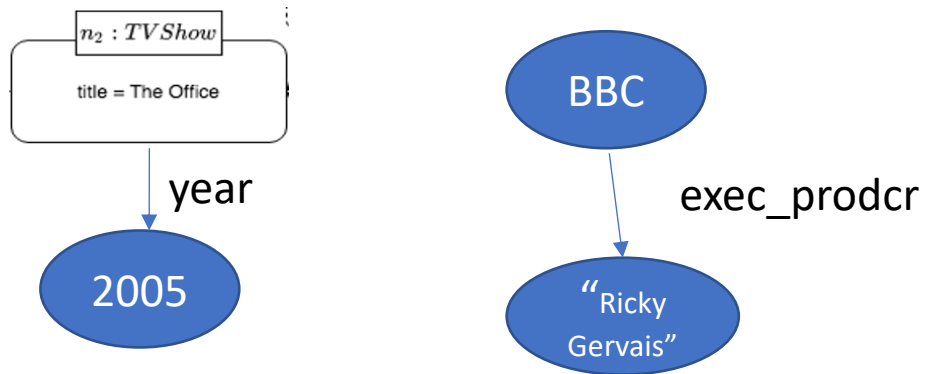 n₂ : TVShow
title = The Office
year
2005
BBC
exec_prodcr
“Ricky
Gervais”